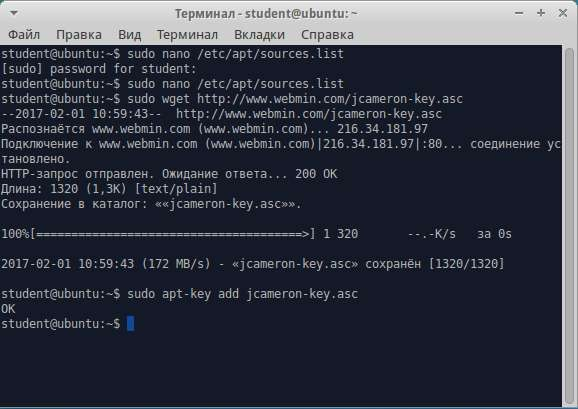 Терминал - student@ubuntu: ~
Файл Правка Вид Терминал Вкладки Справка
student@ubuntu:~$ sudo nano /etc/apt/sources.list
[sudo] password for student:
student@ubuntu:~$ sudo nano /etc/apt/sources.list
student@ubuntu:~$ sudo wget http://www.webmin.com/jcameron-key.asc
--2017-02-01 10:59:43--  http://www.webmin.com/jcameron-key.asc
Распознаётся www.webmin.com (www.webmin.com)... 216.34.181.97
Подключение к www.webmin.com (www.webmin.com)|216.34.181.97|:80... соединение ус
тановлено.
HTTP-запрос отправлен. Ожидание ответа... 200 OK
Длина: 1320 (1,3K) [text/plain]
Сохранение в каталог: ««jcameron-key.asc»».
100%[======================================>] 1 320       --.-K/s   за 0s
2017-02-01 10:59:43 (172 MB/s) - «jcameron-key.asc» сохранён [1320/1320]
student@ubuntu:~$ sudo apt-key add jcameron-key.asc
OK
student@ubuntu:~$